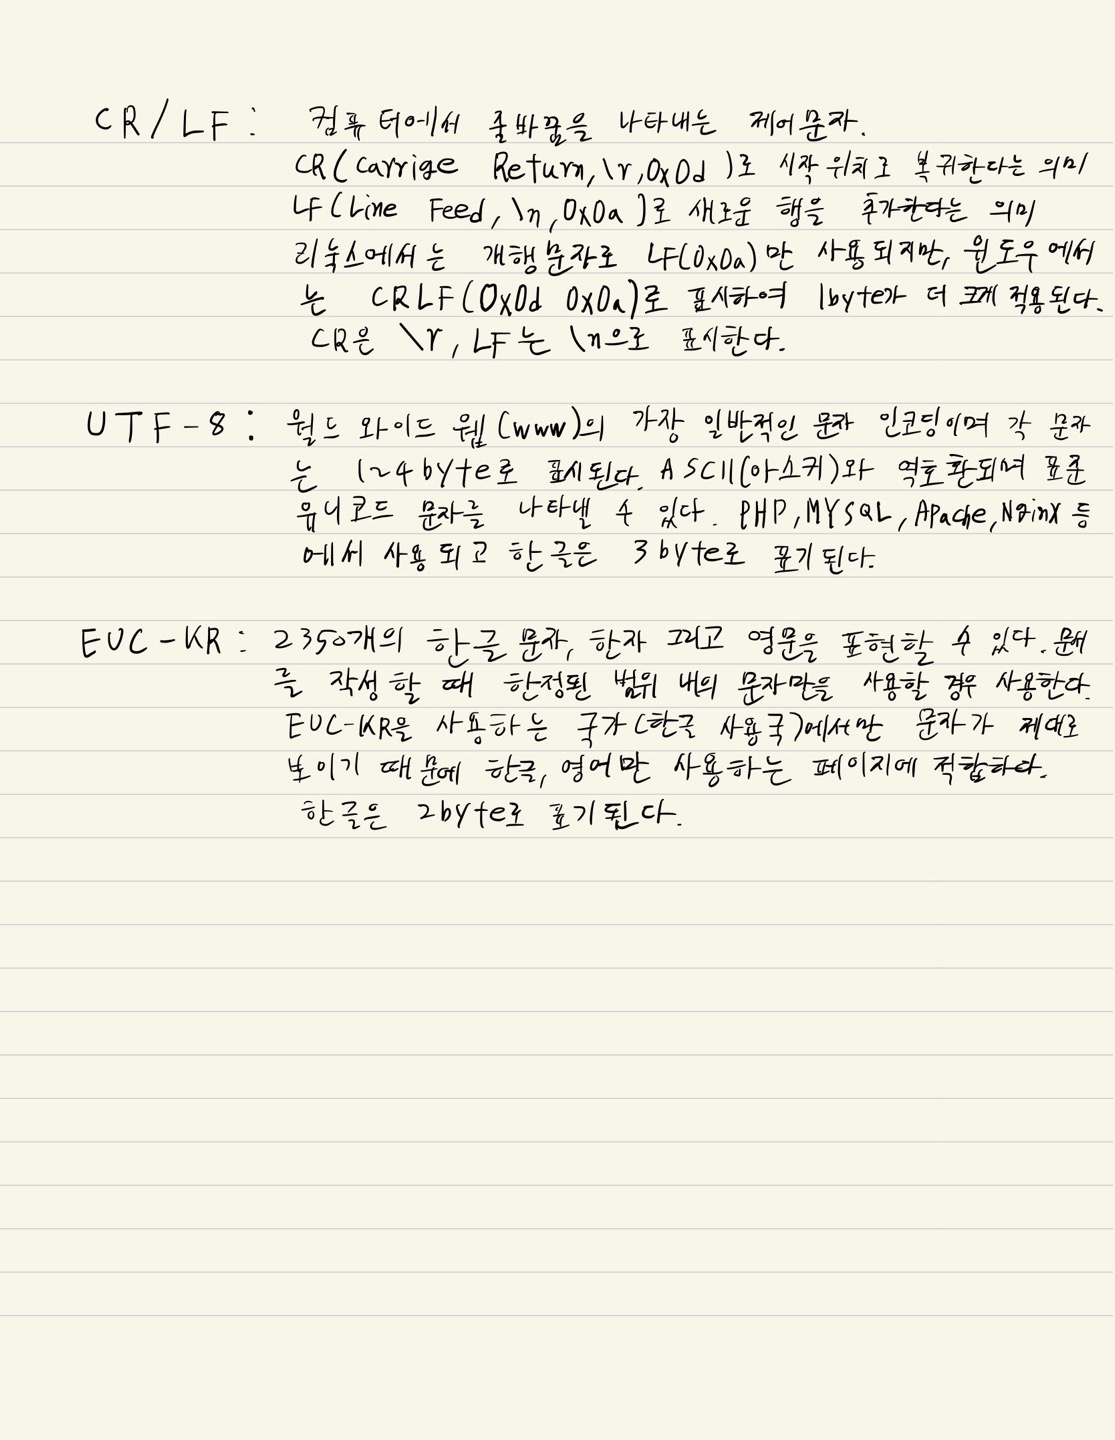 CR/LF : 컴퓨터에서 줄바꿈을 나타내는 제어문자.
CR(Carrige Return, \r, 0x0d)로 시작 위치로 복귀한다는 의미
LF(Line Feed, \n, 0x0a)로 새로운 행을 추가한다는 의미
리눅스에서는 개행문자로 LF(0x0a)만 사용되지만, 윈도우에서
는 CRLF(0x0d 0x0a)로 표시하여 1byte가 더 크게 적용된다.
CR은 \r, LF는 \n으로 표시한다.
UTF-8 : 월드 와이드 웹(www)의 가장 일반적인 문자 인코딩이며 각 문자
는 1~4byte로 표시된다. ASCII(아스키)와 역호환되며 표준
유니코드 문자를 나타낼 수 있다. PHP, MYSQL, Apache, Nginx 등
에서 사용되고 한글은 3byte로 표기된다.
EUC-KR : 2350개의 한글 문자, 한자 그리고 영문을 표현할 수 있다. 문서
를 작성할 때 한정된 범위 내의 문자만을 사용할 경우 사용한다.
EUC-KR을 사용하는 국가(한글 사용국)에서만 문자가 제대로
보이기 때문에 한글, 영어만 사용하는 페이지에 적합하다.
한글은 2byte로 표기된다.